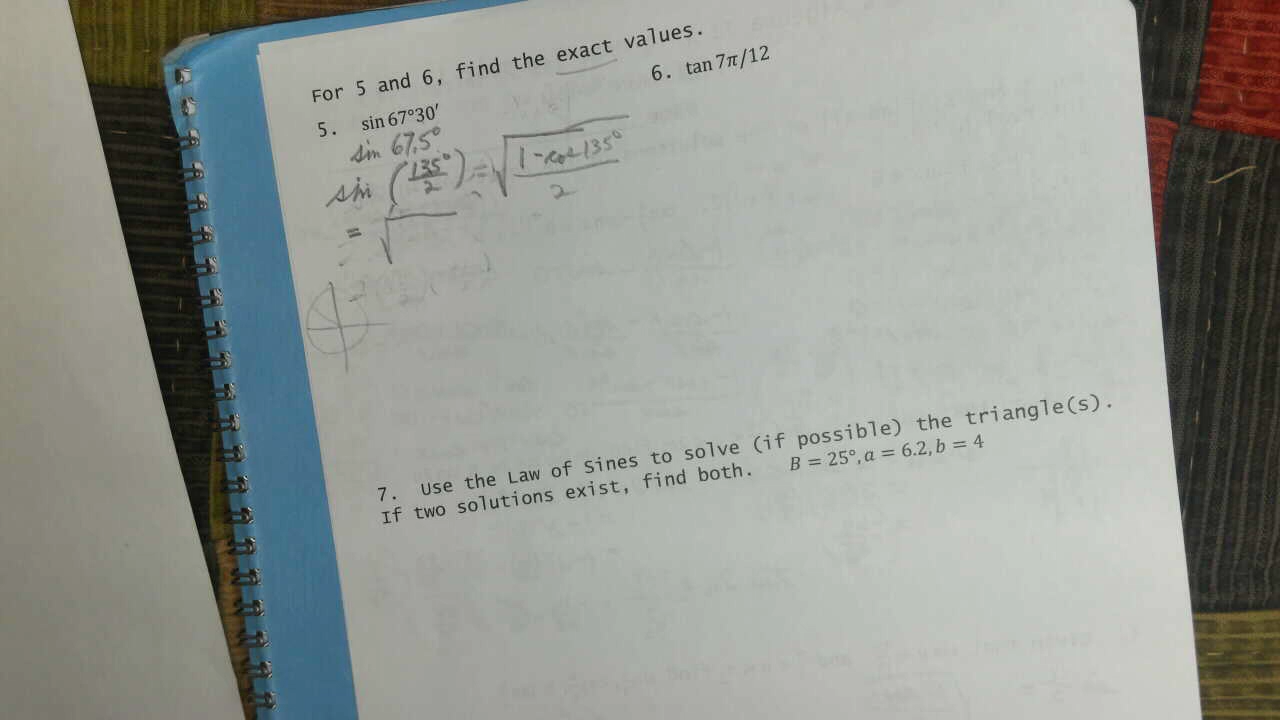 For 5 and 6, find the exact values.
5. sin 67°30′
6. tan 7π/12
sin 67.5°
sin (135°/2) = √((1-cos 135°)/2)
= √
7. Use the Law of Sines to solve (if possible) the triangle(s).
If two solutions exist, find both. B = 25°, a = 6.2, b = 4